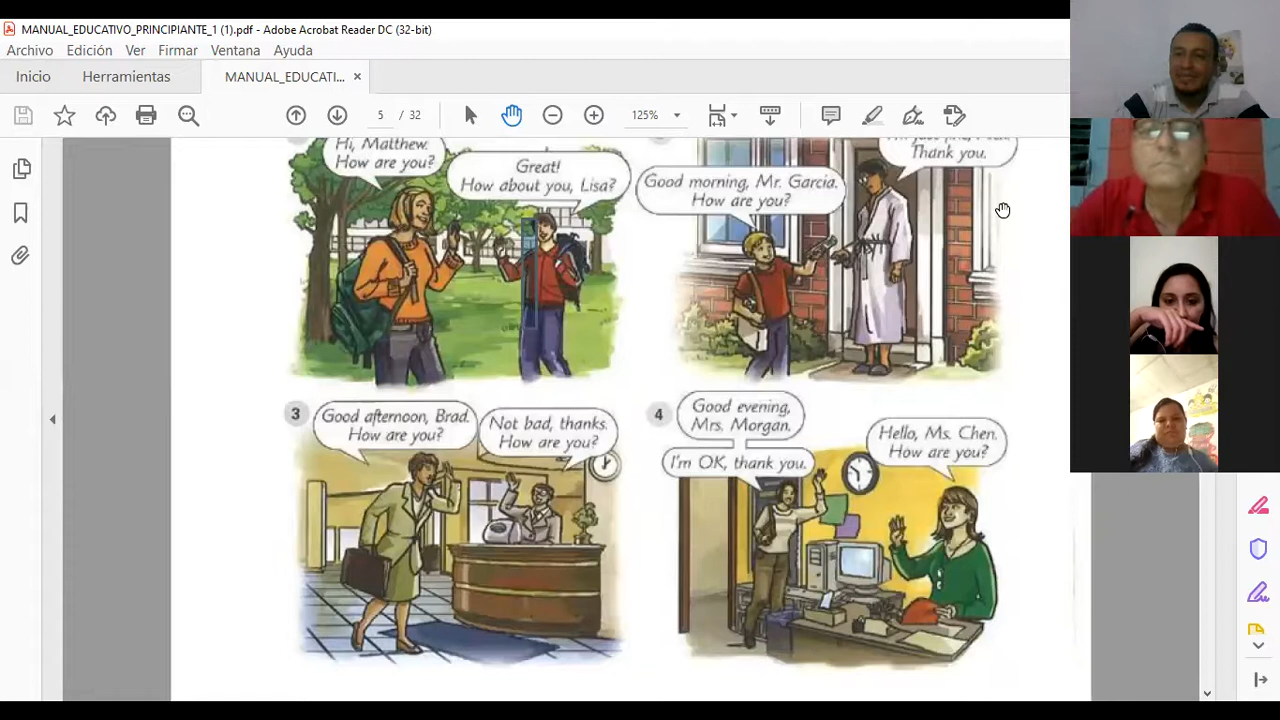 MANUAL_EDUCATIVO_PRINCIPIANTE_1 (1).pdf - Adobe Acrobat Reader DC (32-bit)
Archivo Edición Ver Firmar Ventana Ayuda
Inicio Herramientas MANUAL_EDUCATI... ×
5 / 32 125%
Hi, Matthew.
How are you?
Great!
How about you, Lisa?
Good morning, Mr. Garcia.
How are you?
Thank you.
3
Good afternoon, Brad.
How are you?
Not bad, thanks.
How are you?
4
Good evening,
Mrs. Morgan.
I'm OK, thank you.
Hello, Ms. Chen.
How are you?